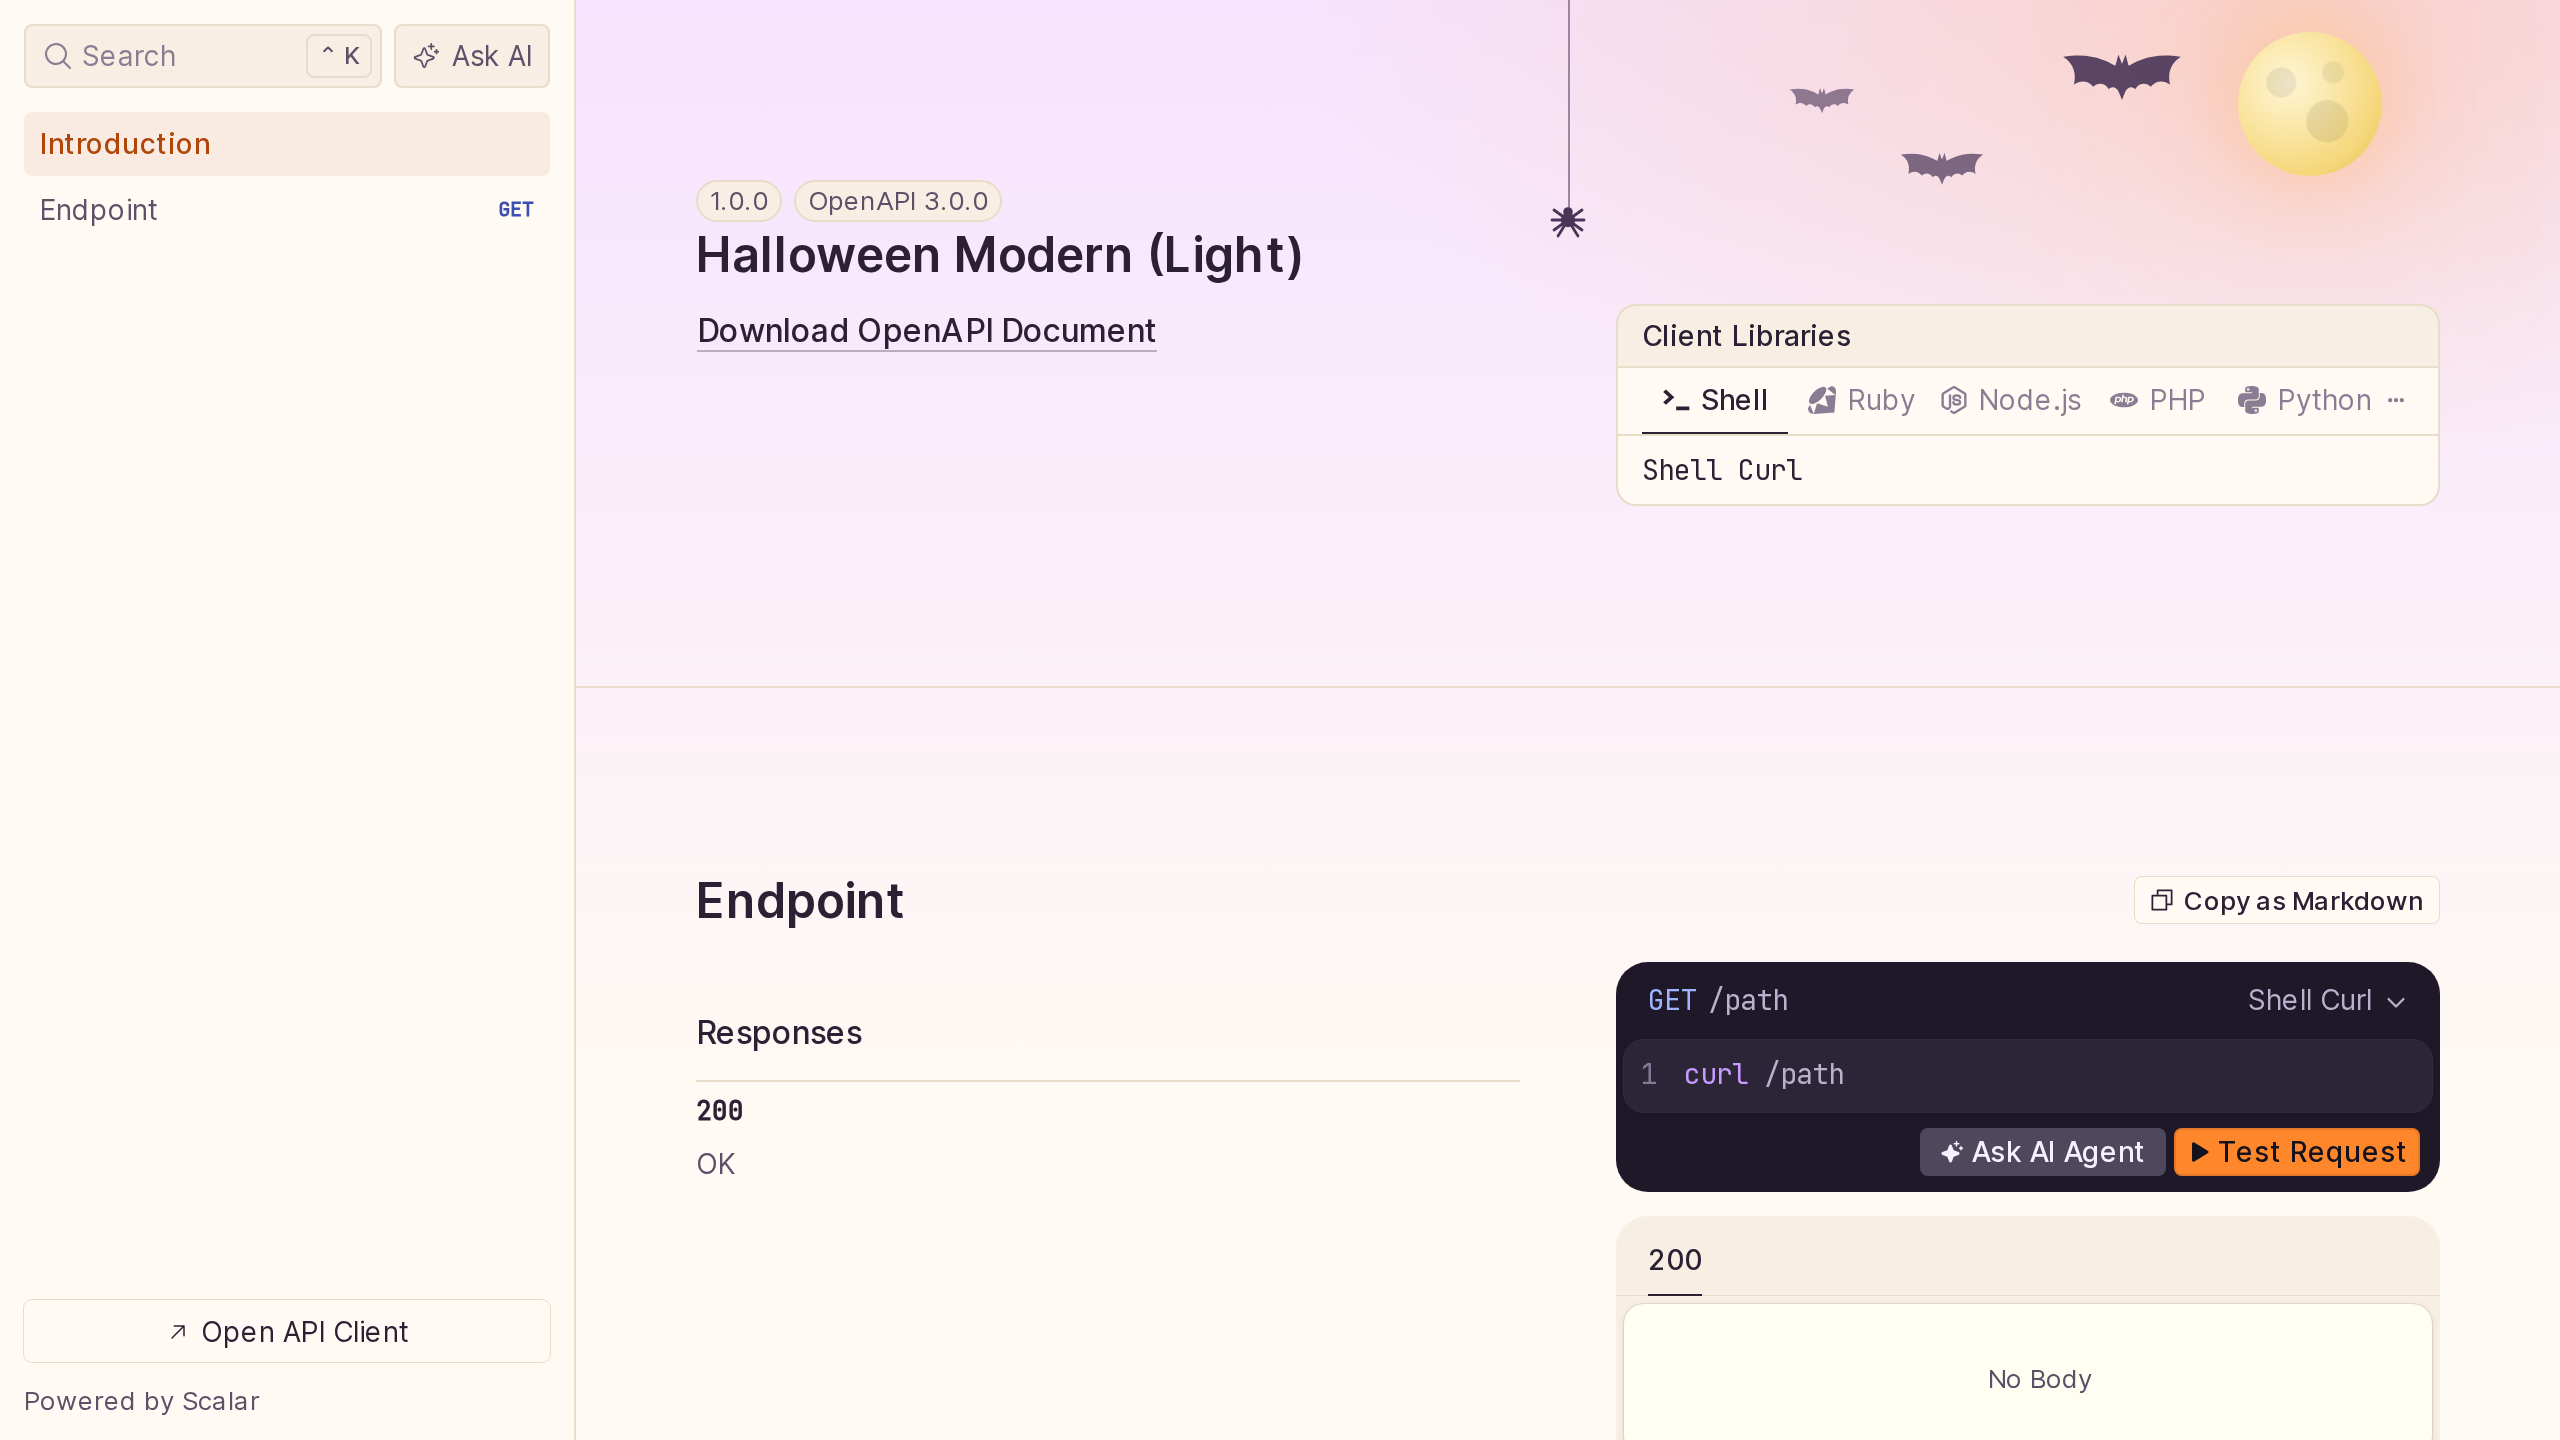 Search
⌃ K
Ask AI
Introduction
Endpoint GET
Open API Client
Powered by Scalar
1.0.0 OpenAPI 3.0.0
Halloween Modern (Light)
Download OpenAPI Document
Client Libraries
Shell Ruby Node.js PHP Python ···
Shell Curl
Endpoint
Copy as Markdown
Responses
200
OK
GET /path Shell Curl
1 curl /path
Ask AI Agent Test Request
200
No Body